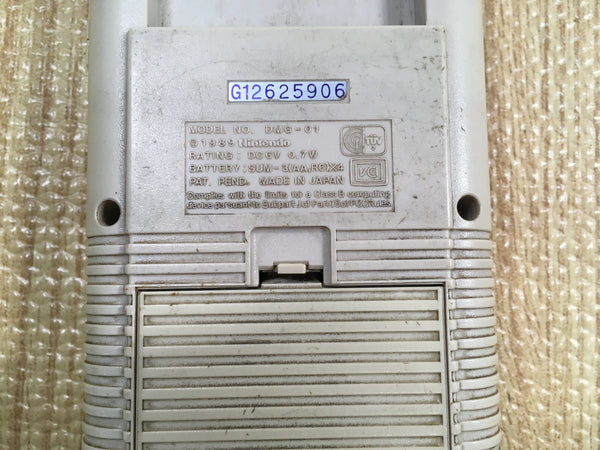 G12625906
MODEL NO. DMG-01
©1989 Nintendo
RATING: DC6V 0.7W
BATTERY: SUM-3(AA,R6)X4
PAT. PEND. MADE IN JAPAN
Complies with the limits for a Class B computing
device pursuant to Subpart J of Part 15 of FCC Rules.
TÜV
VCCI